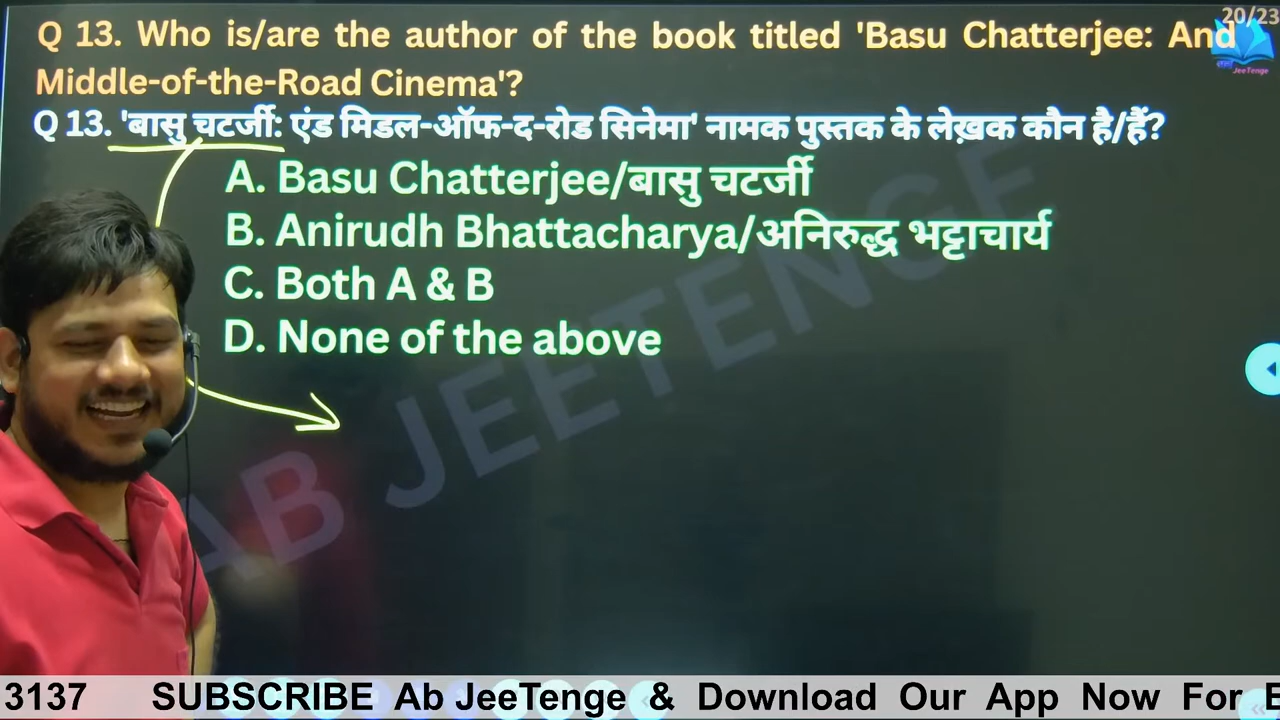 20/23
Q 13. Who is/are the author of the book titled 'Basu Chatterjee: And
Middle-of-the-Road Cinema'?
JeeTenge
Q 13. 'बासु चटर्जी: एंड मिडल-ऑफ-द-रोड सिनेमा' नामक पुस्तक के लेख़क कौन है/हैं?
A. Basu Chatterjee/बासु चटर्जी
B. Anirudh Bhattacharya/अनिरुद्ध भट्टाचार्य
C. Both A & B
D. None of the above
AB JEETENGE
3137 SUBSCRIBE Ab JeeTenge & Download Our App Now For E